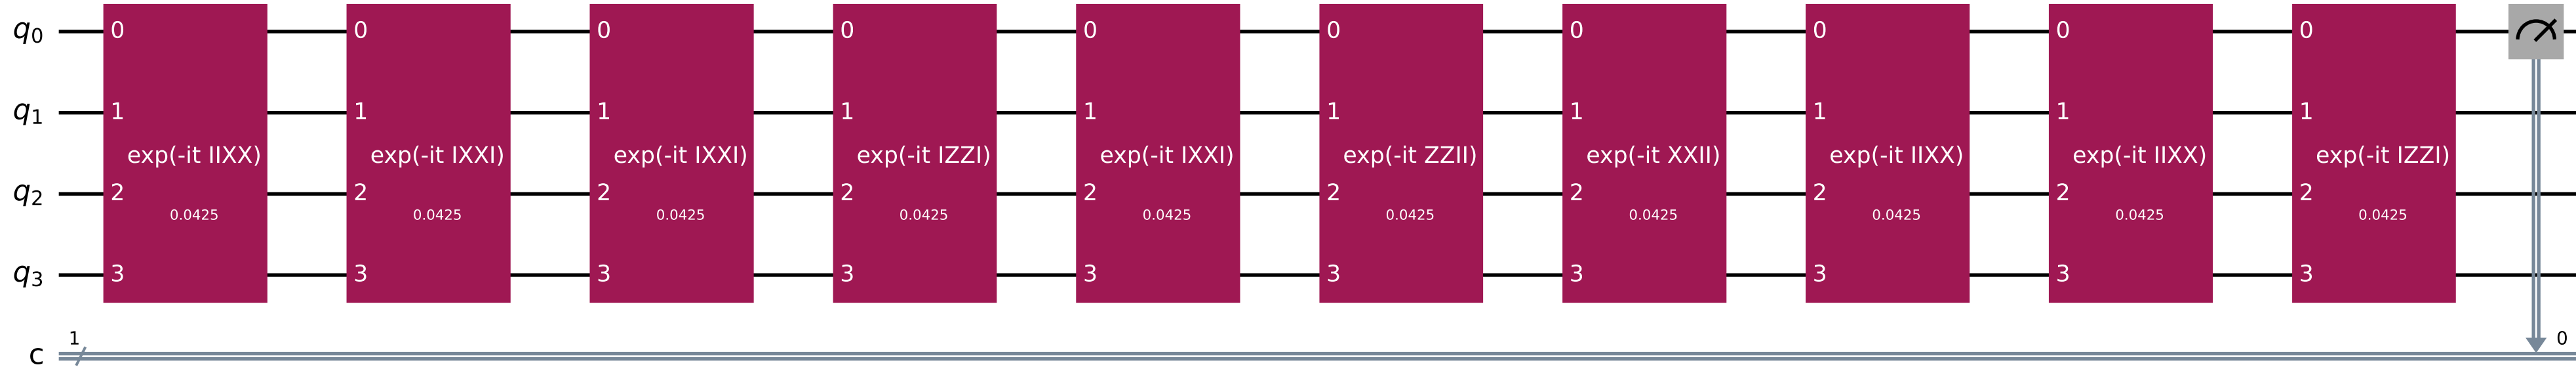 q0 0 0 0 0 0 0 0 0 0 0
q1 1 1 1 1 1 1 1 1 1 1
exp(-it IIXX) exp(-it IXXI) exp(-it IXXI) exp(-it IZZI) exp(-it IXXI) exp(-it ZZII) exp(-it XXII) exp(-it IIXX) exp(-it IIXX) exp(-it IZZI)
q2 2 2 2 2 2 2 2 2 2 2
0.0425 0.0425 0.0425 0.0425 0.0425 0.0425 0.0425 0.0425 0.0425 0.0425
q3 3 3 3 3 3 3 3 3 3 3
1 0
c